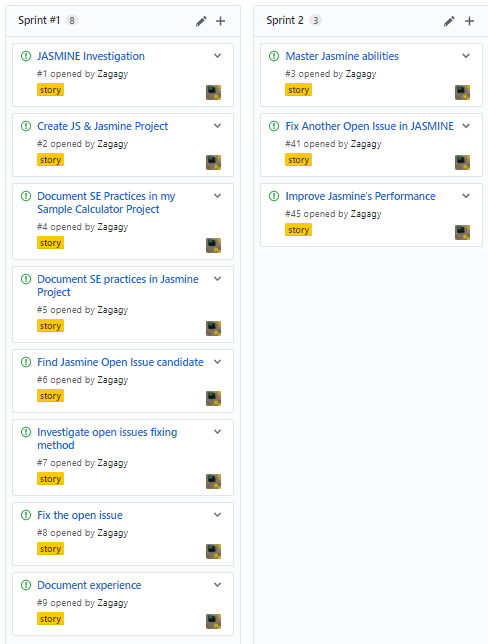 Sprint #1 8
JASMINE Investigation
#1 opened by Zagagy
story
Create JS & Jasmine Project
#2 opened by Zagagy
story
Document SE Practices in my
Sample Calculator Project
#4 opened by Zagagy
story
Document SE practices in Jasmine
Project
#5 opened by Zagagy
story
Find Jasmine Open Issue candidate
#6 opened by Zagagy
story
Investigate open issues fixing
method
#7 opened by Zagagy
story
Fix the open issue
#8 opened by Zagagy
story
Document experience
#9 opened by Zagagy
story
Sprint 2 3
Master Jasmine abilities
#3 opened by Zagagy
story
Fix Another Open Issue in JASMINE
#41 opened by Zagagy
story
Improve Jasmine's Performance
#45 opened by Zagagy
story